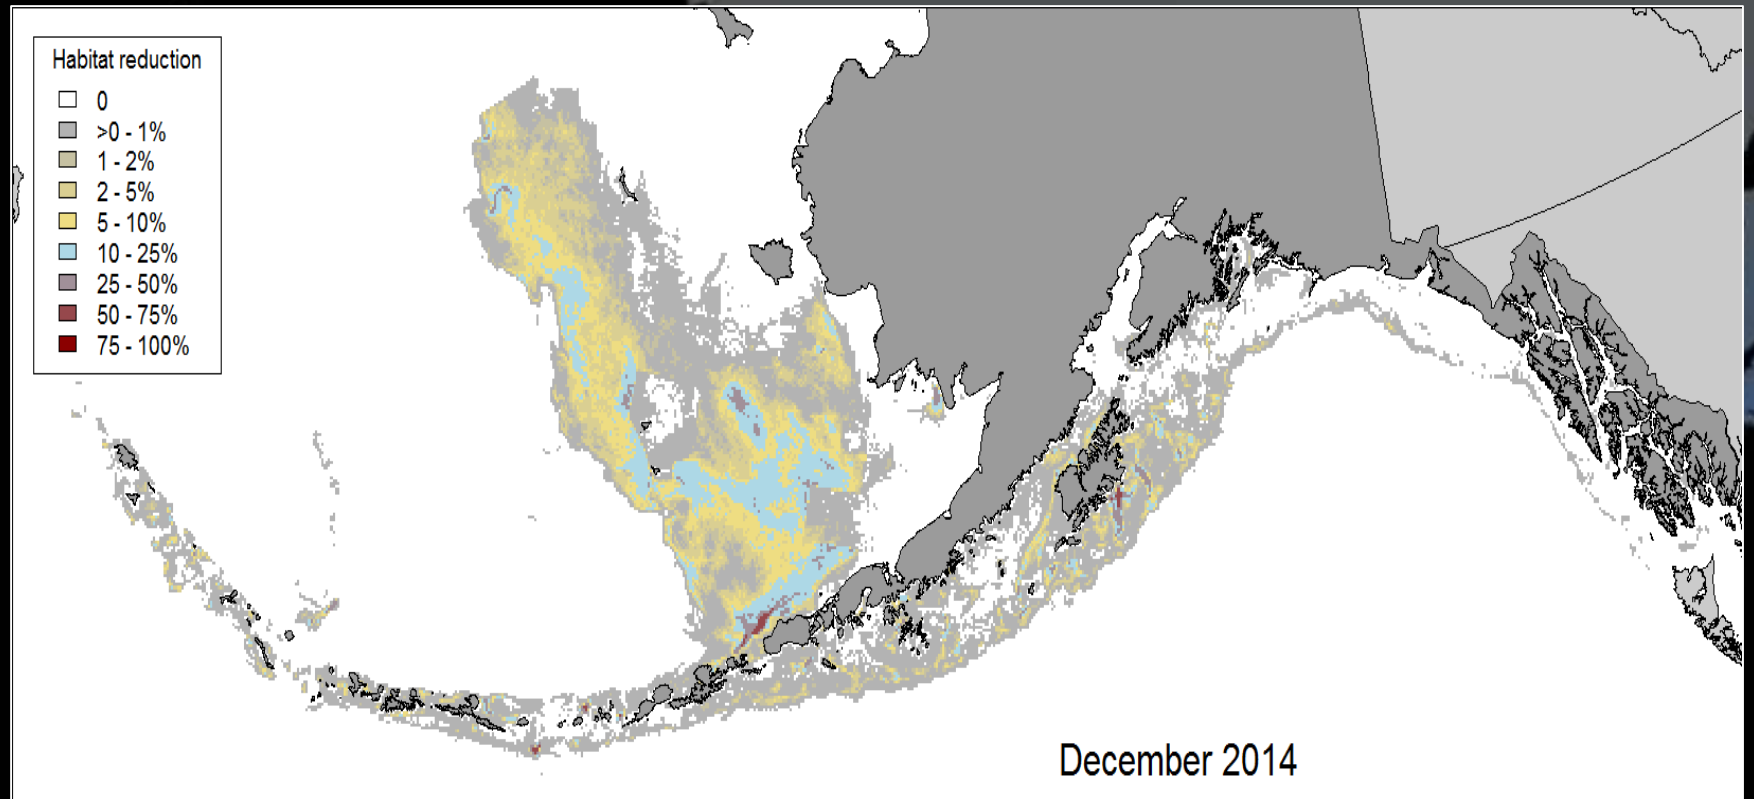 Habitat reduction
0
>0 - 1%
1 - 2%
2 - 5%
5 - 10%
10 - 25%
25 - 50%
50 - 75%
75 - 100%
December 2014